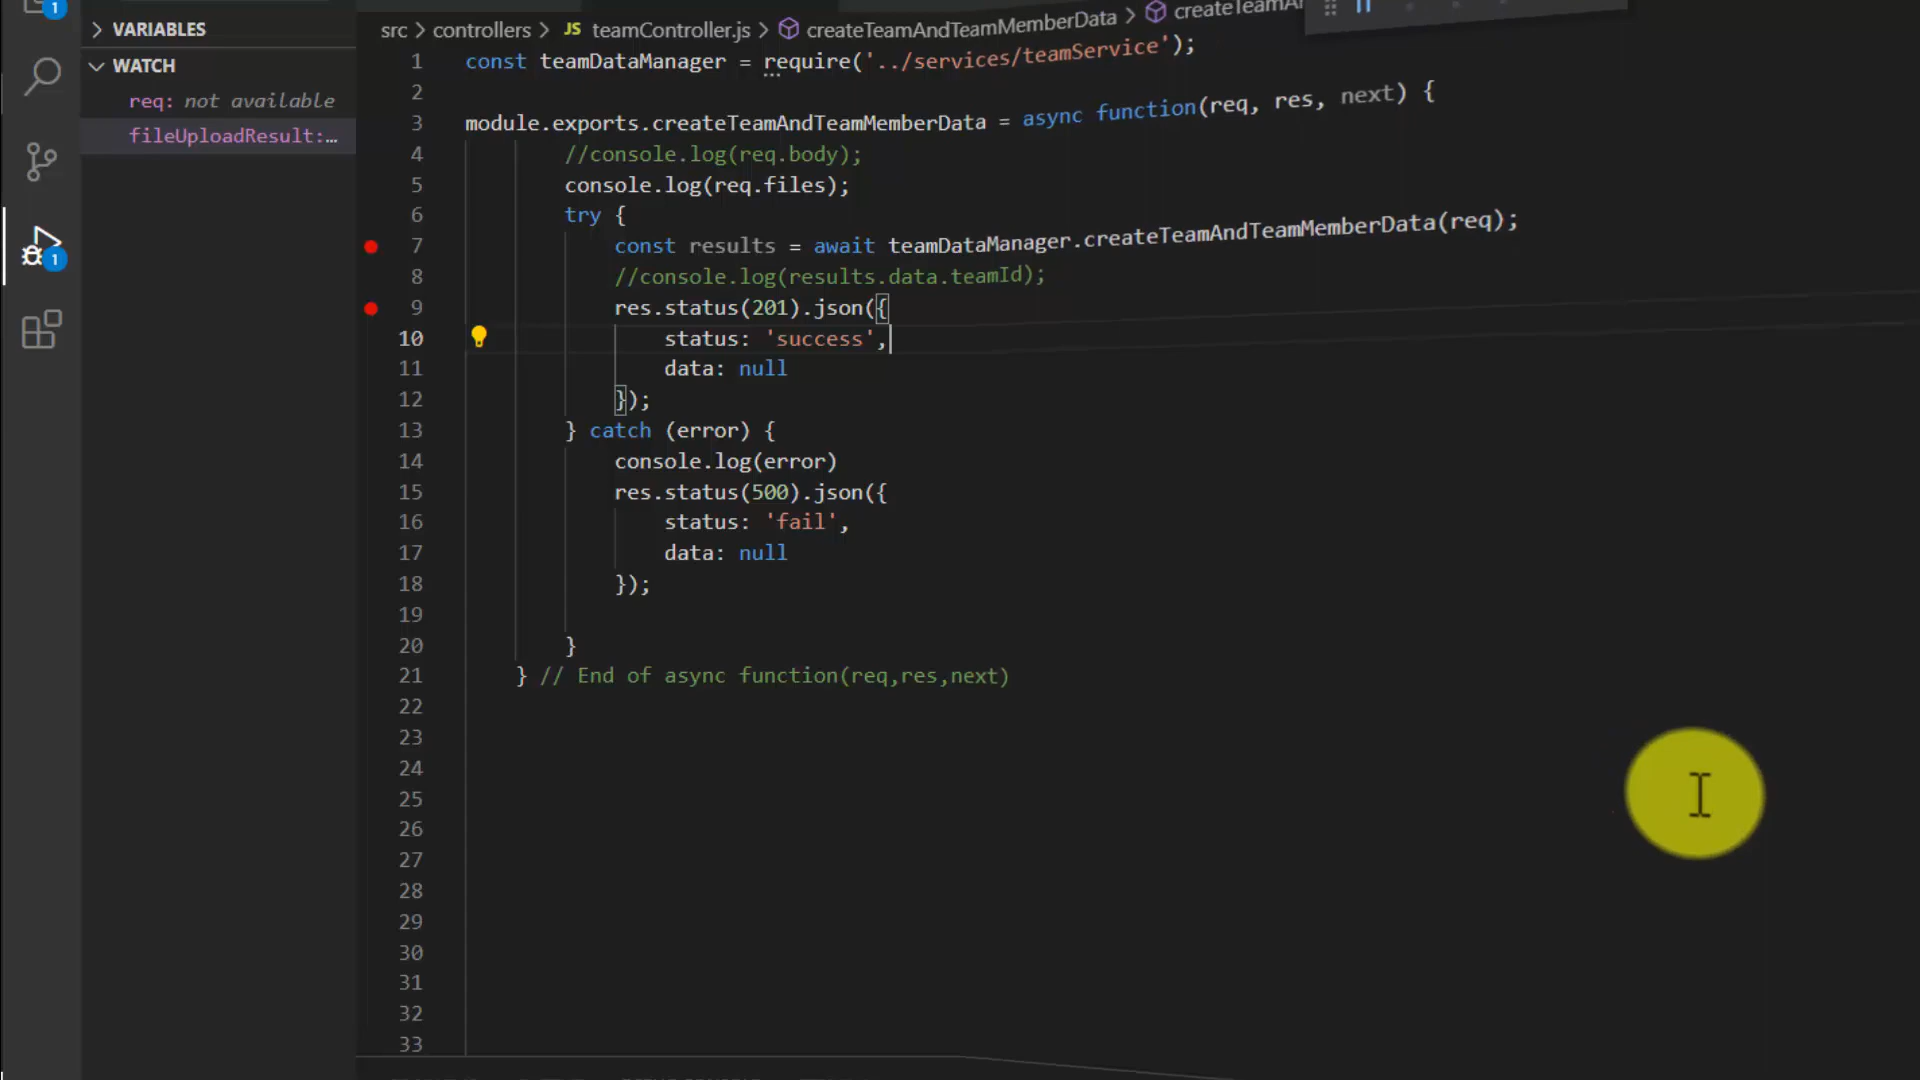 1
VARIABLES
WATCH
req: not available
fileUploadResult:…
1
src > controllers > JS teamController.js > createTeamAndTeamMemberData >
1 const teamDataManager = require('../services/teamService');
2
3 module.exports.createTeamAndTeamMemberData = async function(req, res, next) {
4 //console.log(req.body);
5 console.log(req.files);
6 try {
7 const results = await teamDataManager.createTeamAndTeamMemberData(req);
8 //console.log(results.data.teamId);
9 res.status(201).json({
10 status: 'success',
11 data: null
12 });
13 } catch (error) {
14 console.log(error)
15 res.status(500).json({
16 status: 'fail',
17 data: null
18 });
19
20 }
21 } // End of async function(req,res,next)
22
23
24
25
26
27
28
29
30
31
32
33